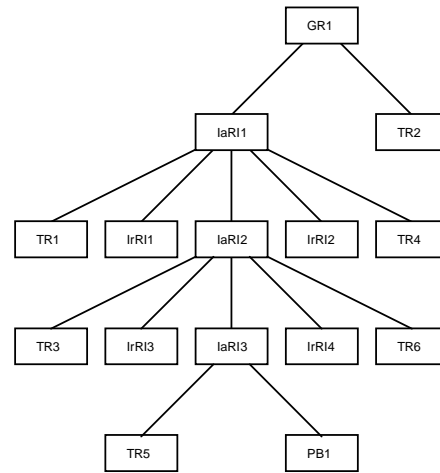 GR1
IaRI1
TR2
TR1
IrRI1
IaRI2
IrRI2
TR4
TR3
IrRI3
IaRI3
IrRI4
TR6
TR5
PB1